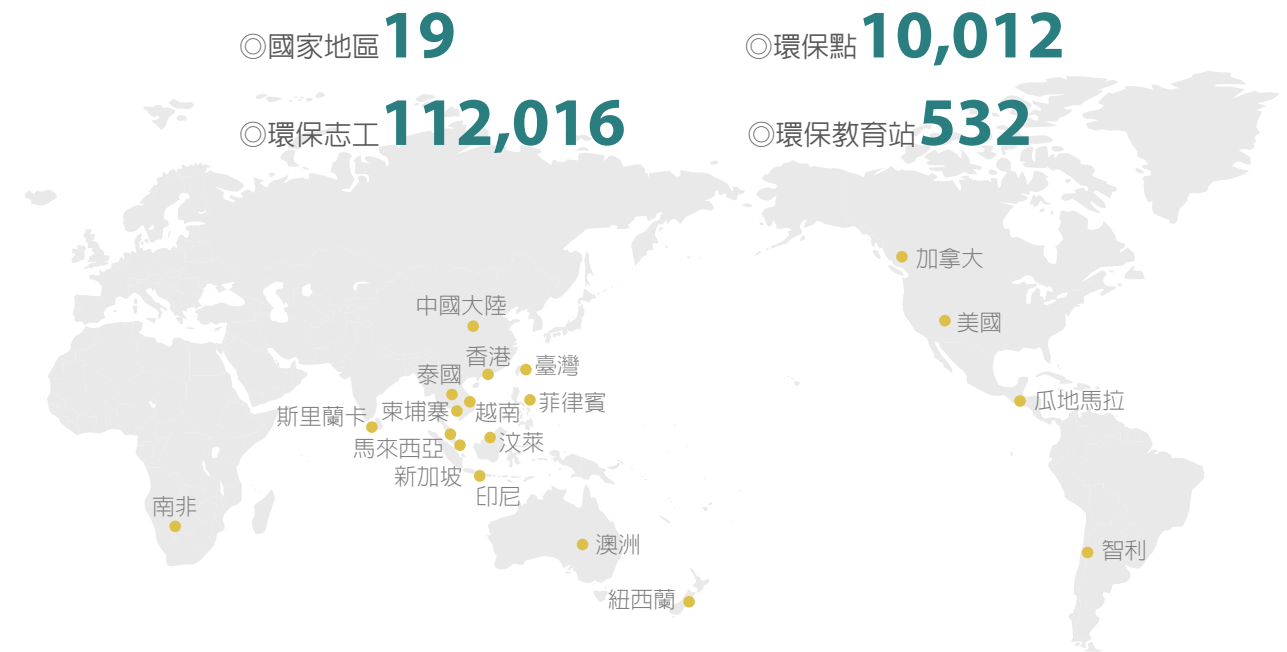 ◎國家地區19
◎環保點10,012
◎環保志工112,016
◎環保教育站532
加拿大
中國大陸
美國
香港
臺灣
泰國
瓜地馬拉
菲律賓
斯里蘭卡
柬埔寨
越南
汶萊
馬來西亞
新加坡
印尼
南非
澳洲
智利
紐西蘭